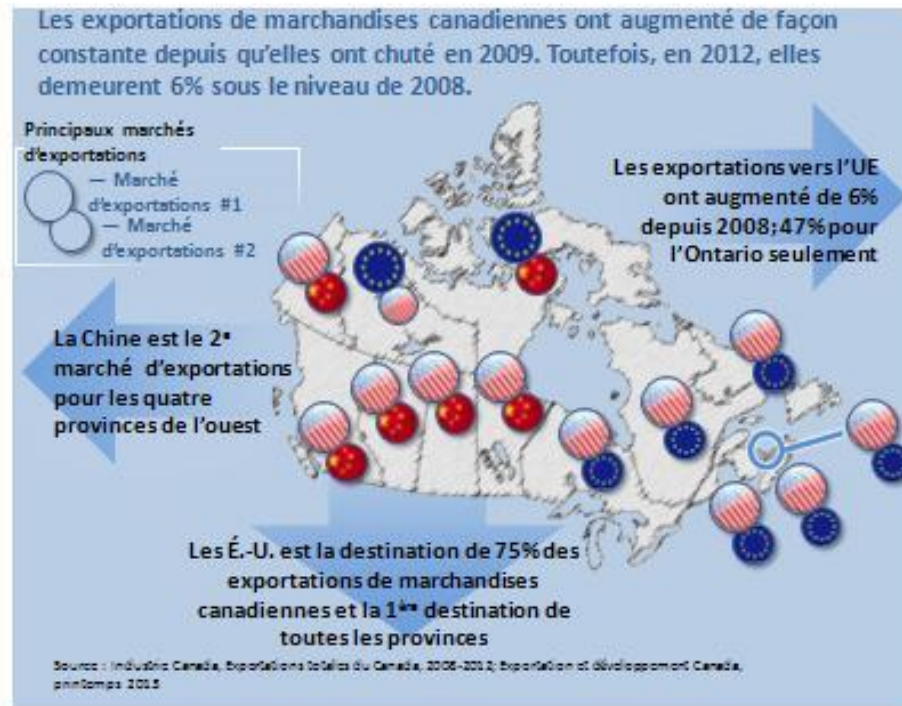 Les exportations de marchandises canadiennes ont augmenté de façon
constante depuis qu'elles ont chuté en 2009. Toutefois, en 2012, elles
demeurent 6% sous le niveau de 2008.
Principaux marchés
d'exportations
— Marché
d'exportations #1
— Marché
d'exportations #2
Les exportations vers l'UE
ont augmenté de 6%
depuis 2008; 47% pour
l'Ontario seulement
La Chine est le 2e
marché d'exportations
pour les quatre
provinces de l'ouest
Les É.-U. est la destination de 75% des
exportations de marchandises
canadiennes et la 1ère destination de
toutes les provinces
Source : Industrie Canada, Exportations totales du Canada, 2008-2012; Exportation et développement Canada,
printemps 2013